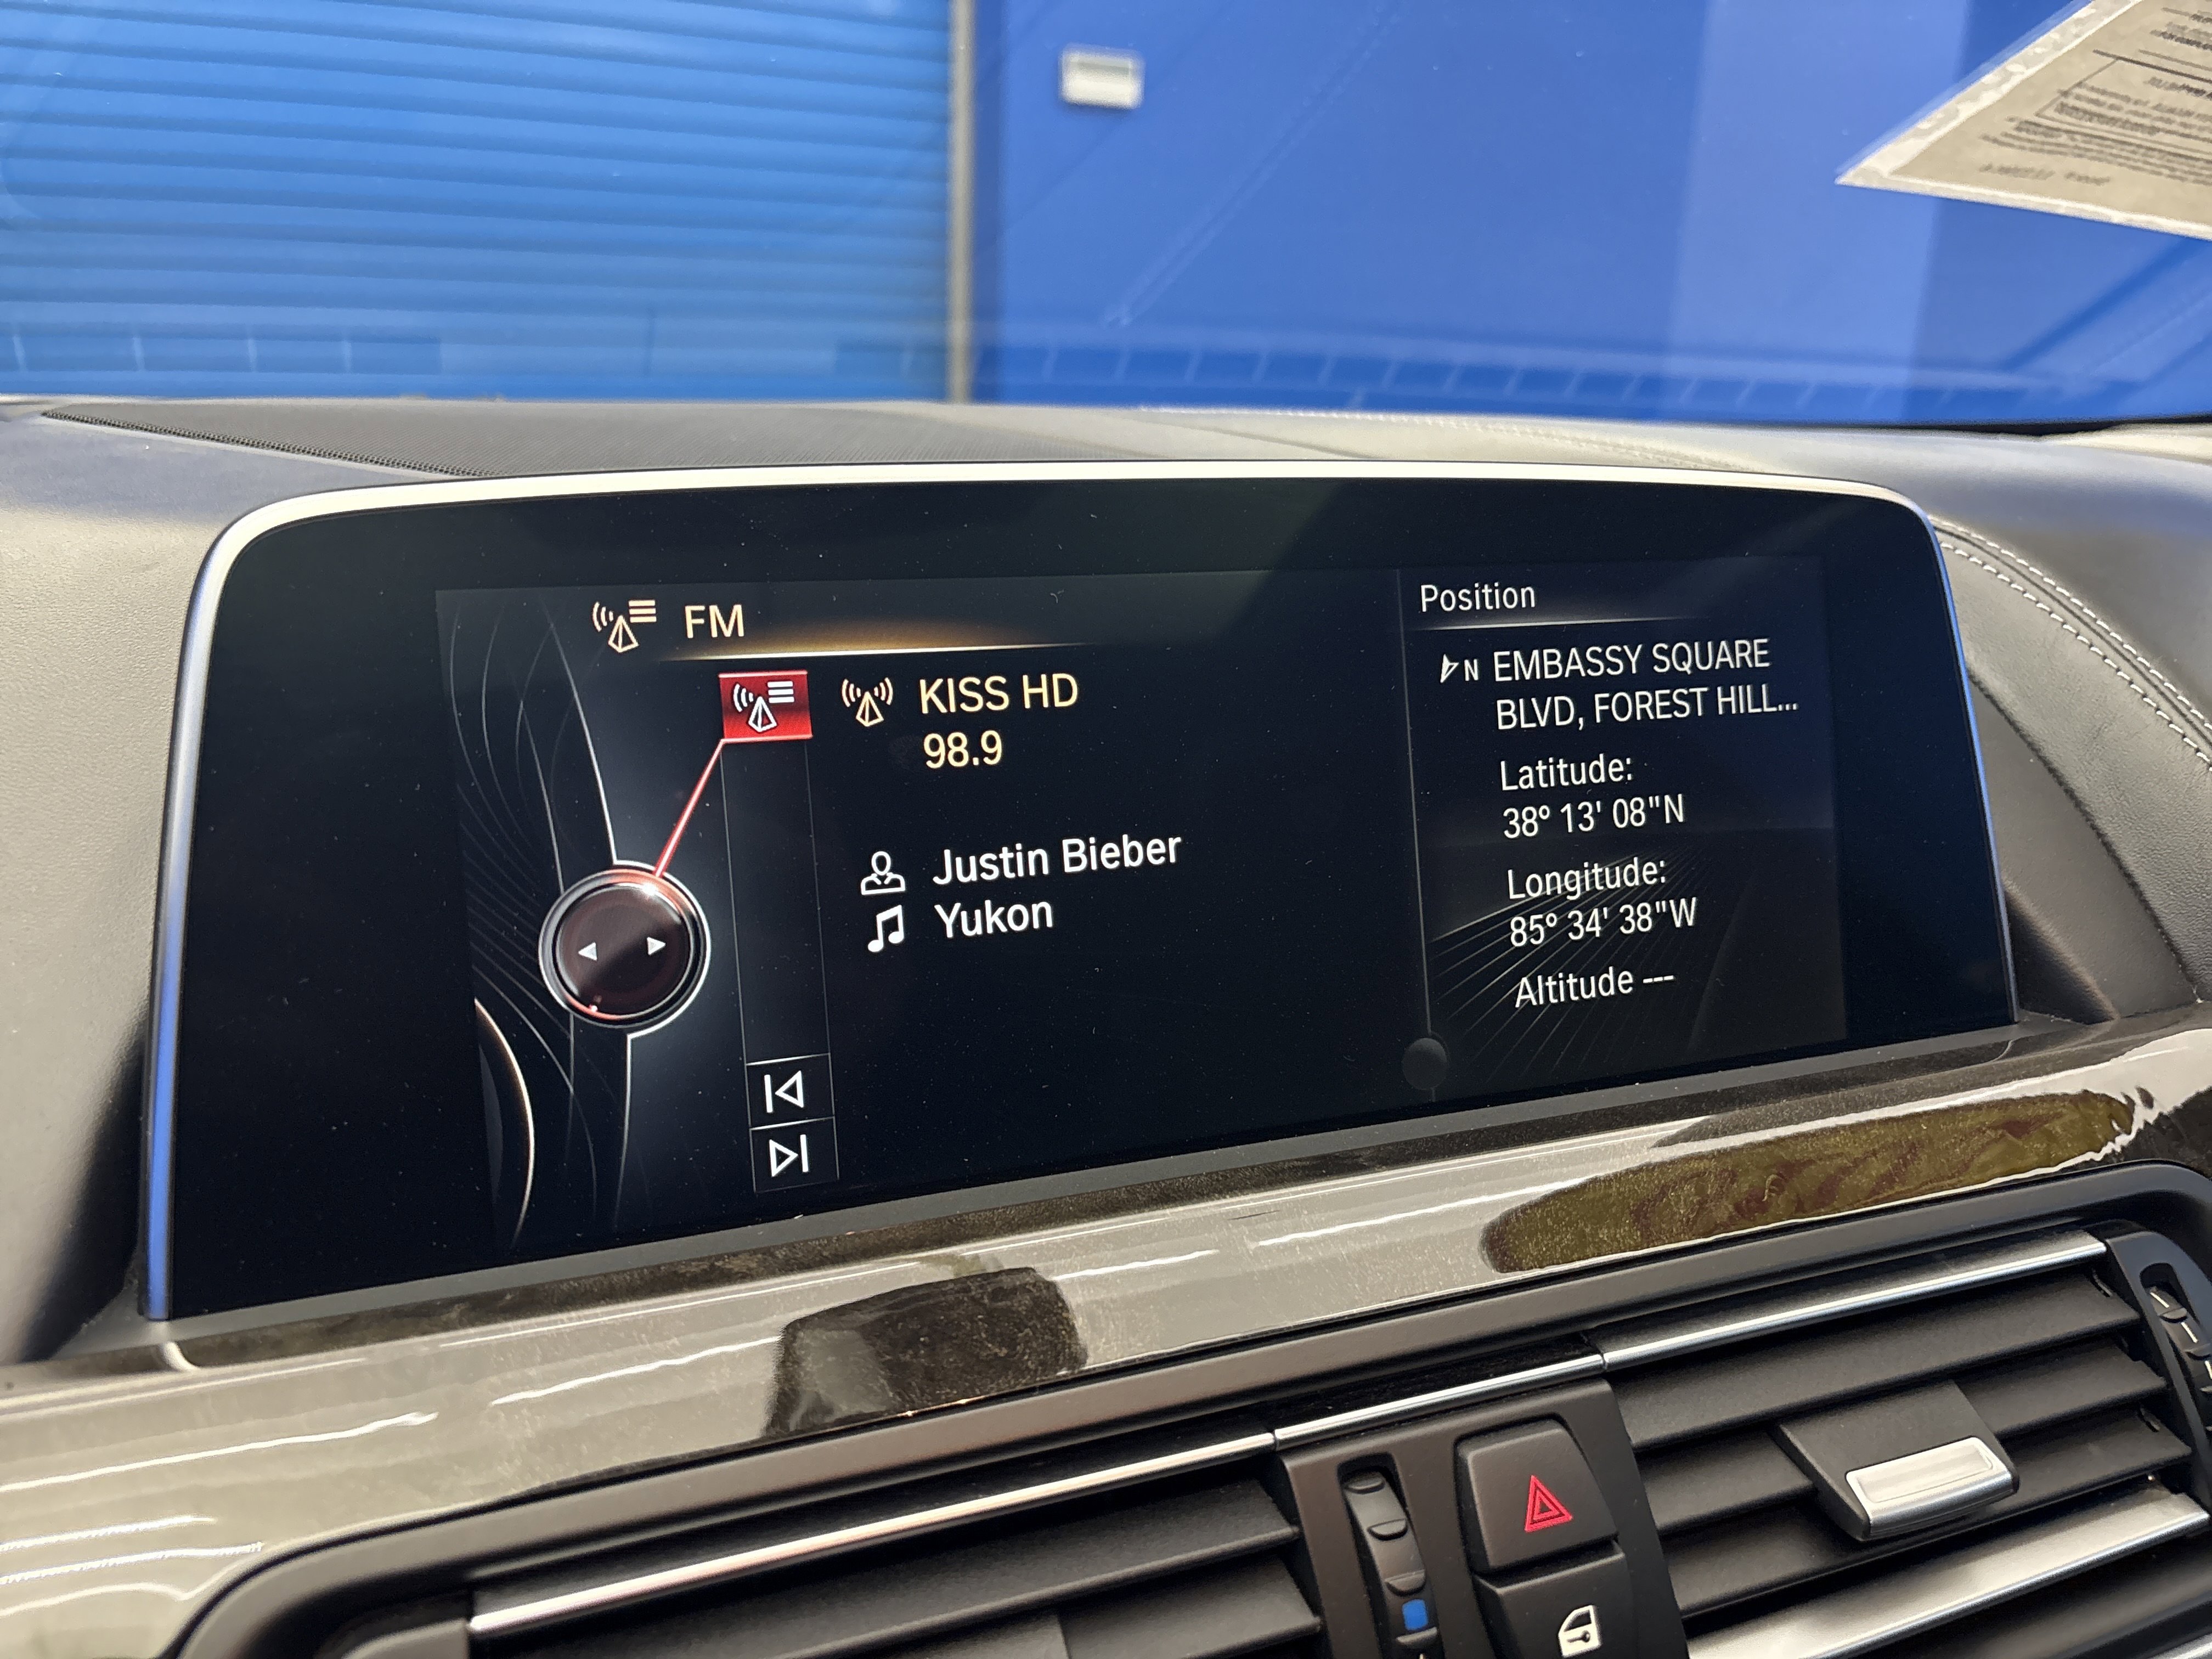 FM
KISS HD
98.9
Justin Bieber
Yukon
Position
N EMBASSY SQUARE
BLVD, FOREST HILL...
Latitude:
38° 13' 08"N
Longitude:
85° 34' 38"W
Altitude ---